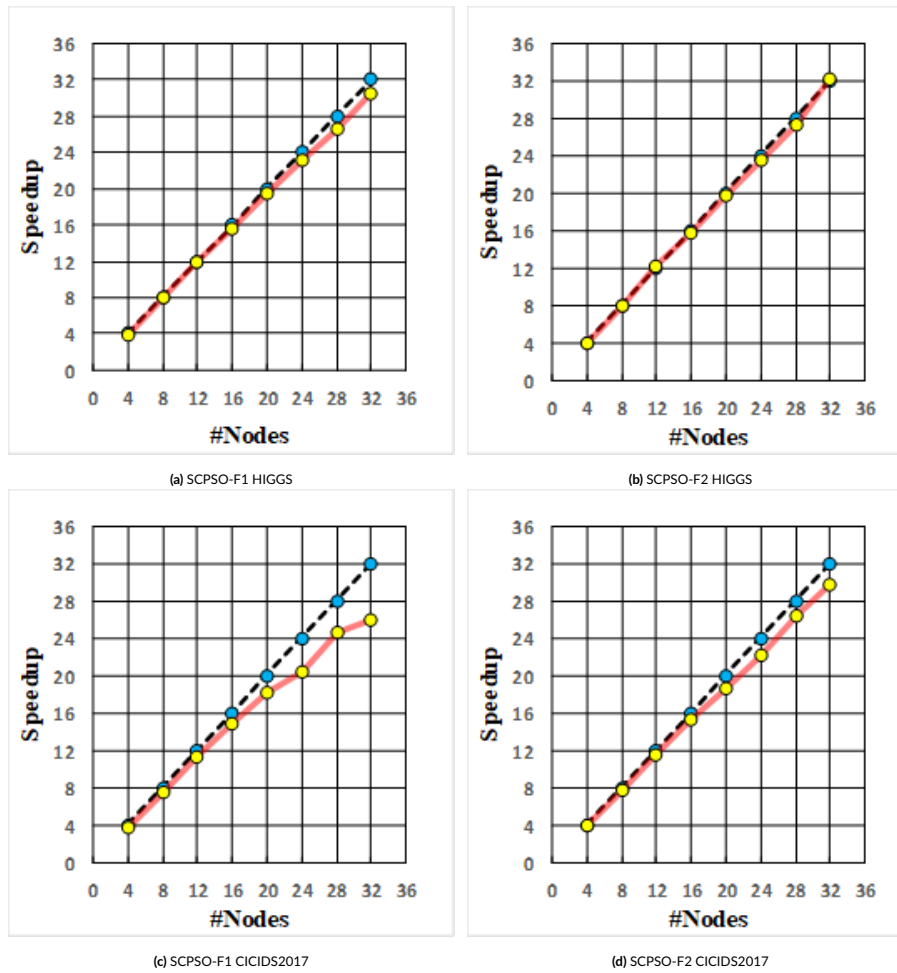 36
32
28
24
20
16
12
8
4
0
Speedup
0 4 8 12 16 20 24 28 32 36
#Nodes
(a) SCPSO-F1 HIGGS
36
32
28
24
20
16
12
8
4
0
Speedup
0 4 8 12 16 20 24 28 32 36
#Nodes
(b) SCPSO-F2 HIGGS
36
32
28
24
20
16
12
8
4
0
Speedup
0 4 8 12 16 20 24 28 32 36
#Nodes
(c) SCPSO-F1 CICIDS2017
36
32
28
24
20
16
12
8
4
0
Speedup
0 4 8 12 16 20 24 28 32 36
#Nodes
(d) SCPSO-F2 CICIDS2017